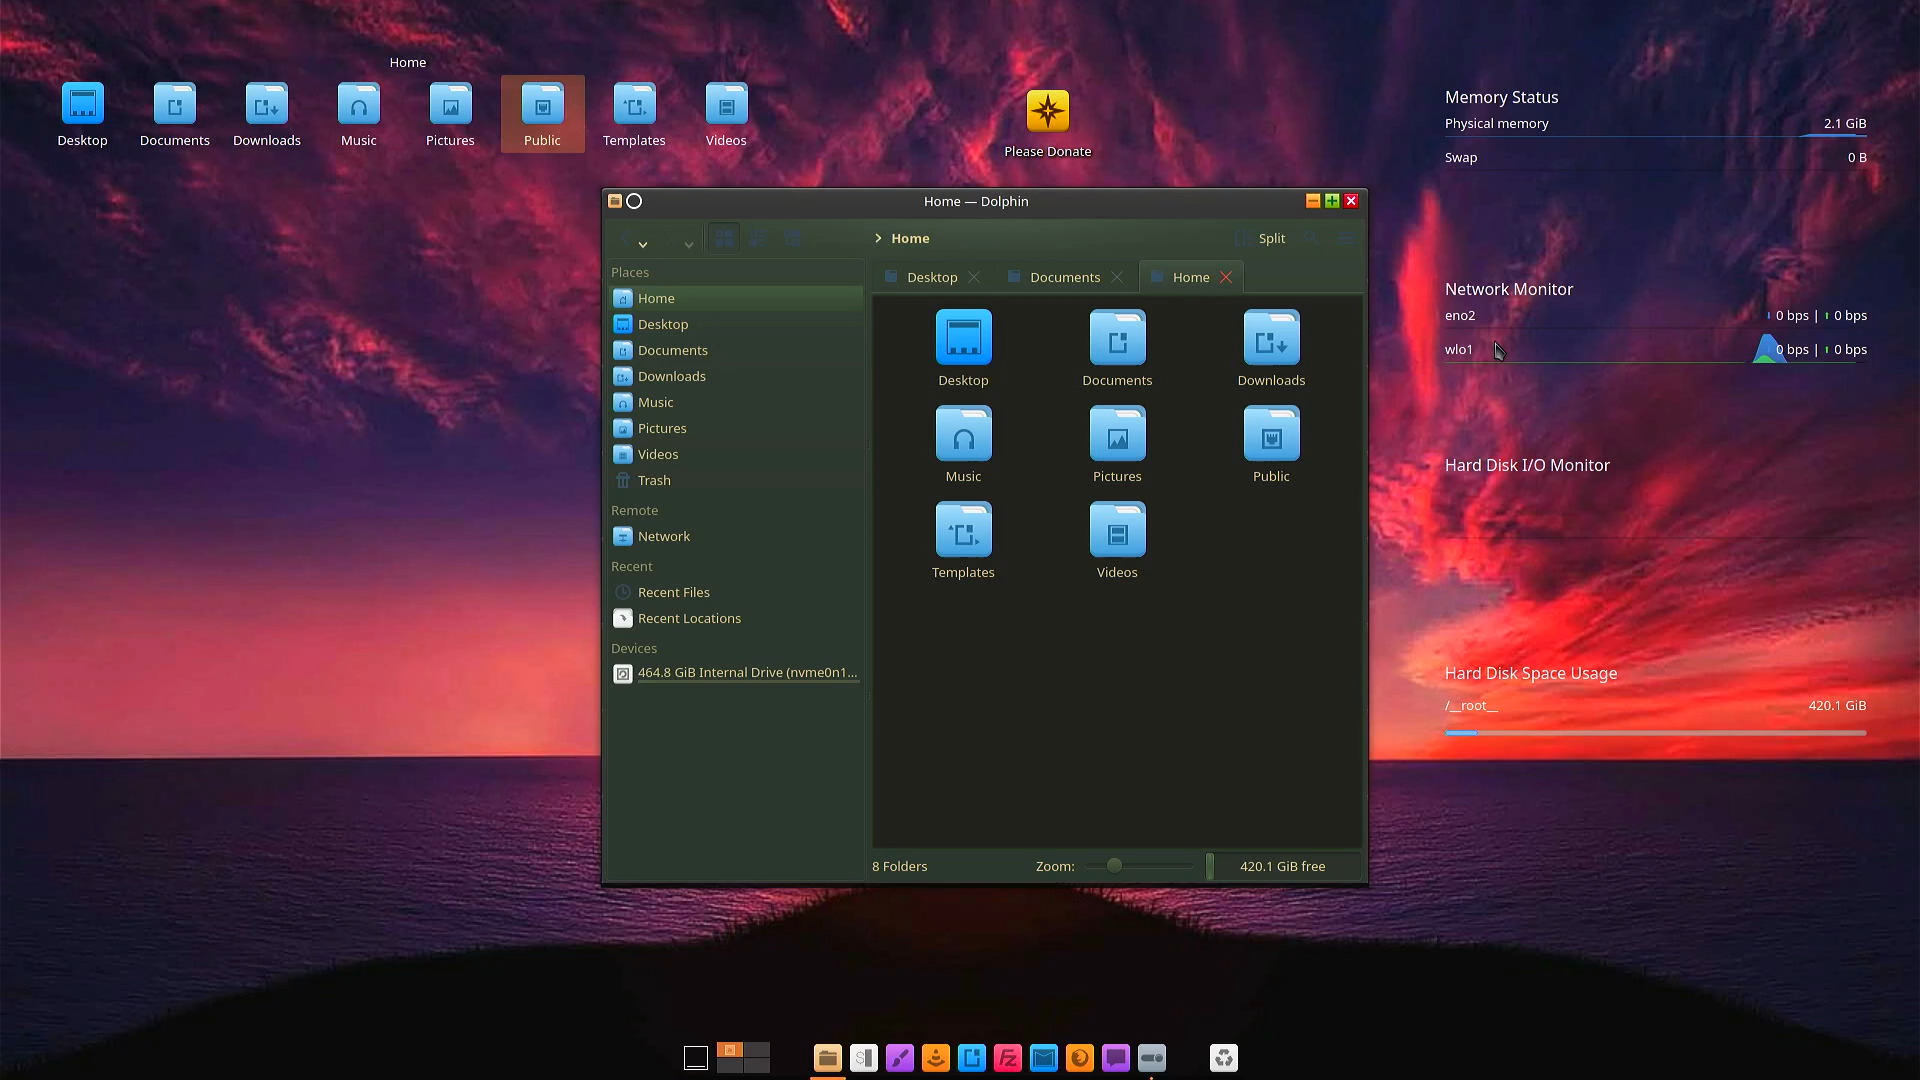 Home
Desktop
Documents
Downloads
Music
Pictures
Public
Templates
Videos
Please Donate
Home — Dolphin
Home
Split
Places
Home
Desktop
Documents
Downloads
Music
Pictures
Videos
Trash
Remote
Network
Recent
Recent Files
Recent Locations
Devices
464.8 GiB Internal Drive (nvme0n1...
Desktop
Documents
Home
Desktop
Documents
Downloads
Music
Pictures
Public
Templates
Videos
8 Folders
Zoom:
420.1 GiB free
Memory Status
Physical memory 2.1 GiB
Swap 0 B
Network Monitor
eno2 0 bps | 0 bps
wlo1 0 bps | 0 bps
Hard Disk I/O Monitor
Hard Disk Space Usage
/__root__ 420.1 GiB
S
Fz